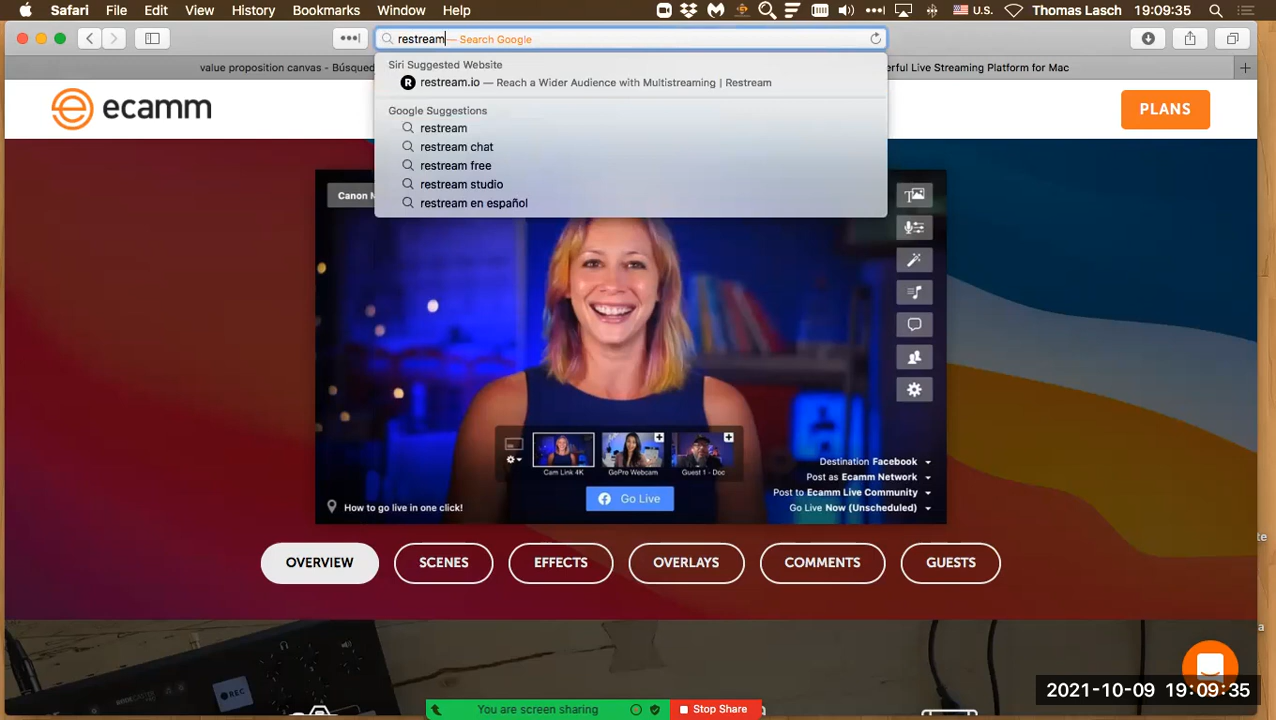 Safari File Edit View History Bookmarks Window Help U.S. Thomas Lasch 19:09:35
restream — Search Google
value proposition canvas - Búsqued
erful Live Streaming Platform for Mac
Siri Suggested Website
R restream.io — Reach a Wider Audience with Multistreaming | Restream
Google Suggestions
restream
restream chat
restream free
restream studio
restream en español
ecamm
PLANS
Canon
Cam Link 4K GoPro Webcam Guest 1 - Doc
Destination Facebook
Post as Ecamm Network
Post to Ecamm Live Community
Go Live Now (Unscheduled)
Go Live
How to go live in one click!
OVERVIEW SCENES EFFECTS OVERLAYS COMMENTS GUESTS
REC
2021-10-09 19:09:35
You are screen sharing Stop Share